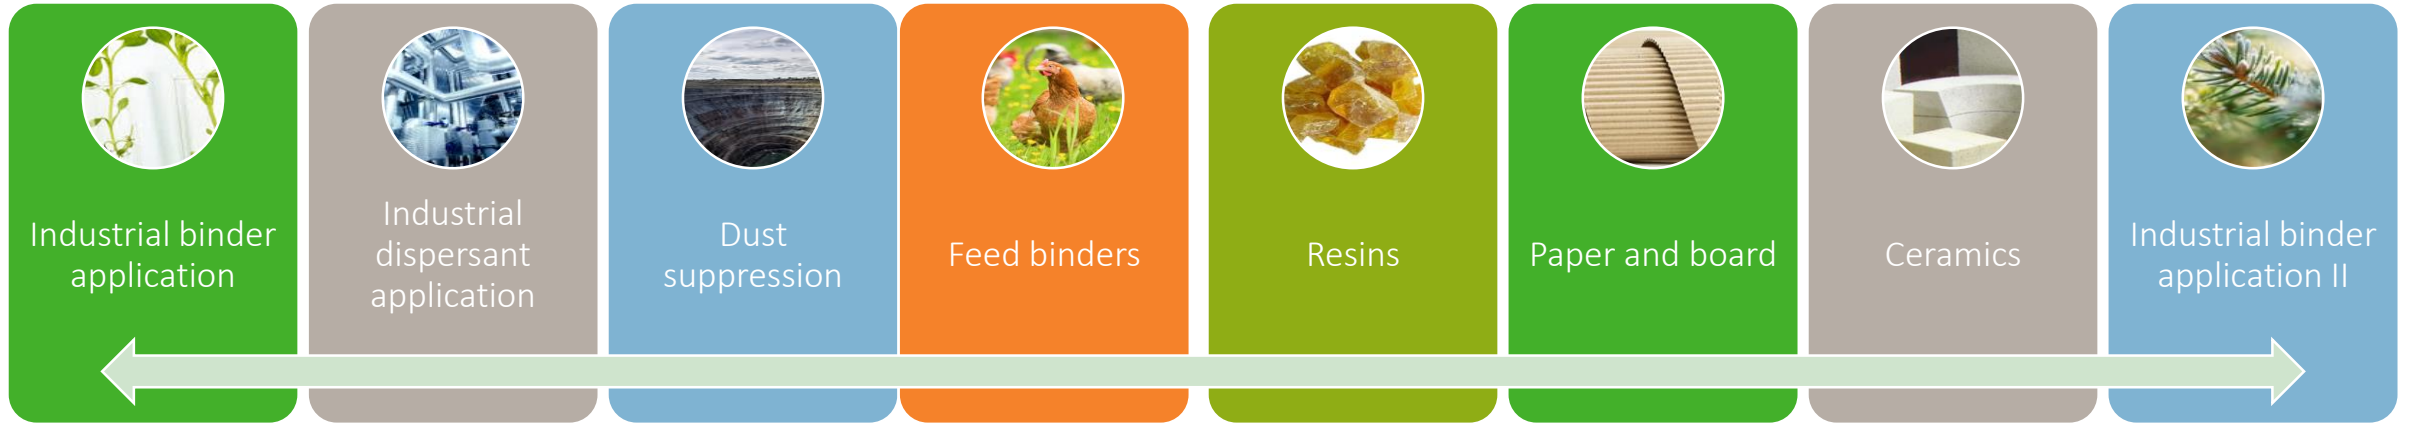 Industrial binder
application
Industrial
dispersant
application
Dust
suppression
Feed binders
Resins
Paper and board
Ceramics
Industrial binder
application II